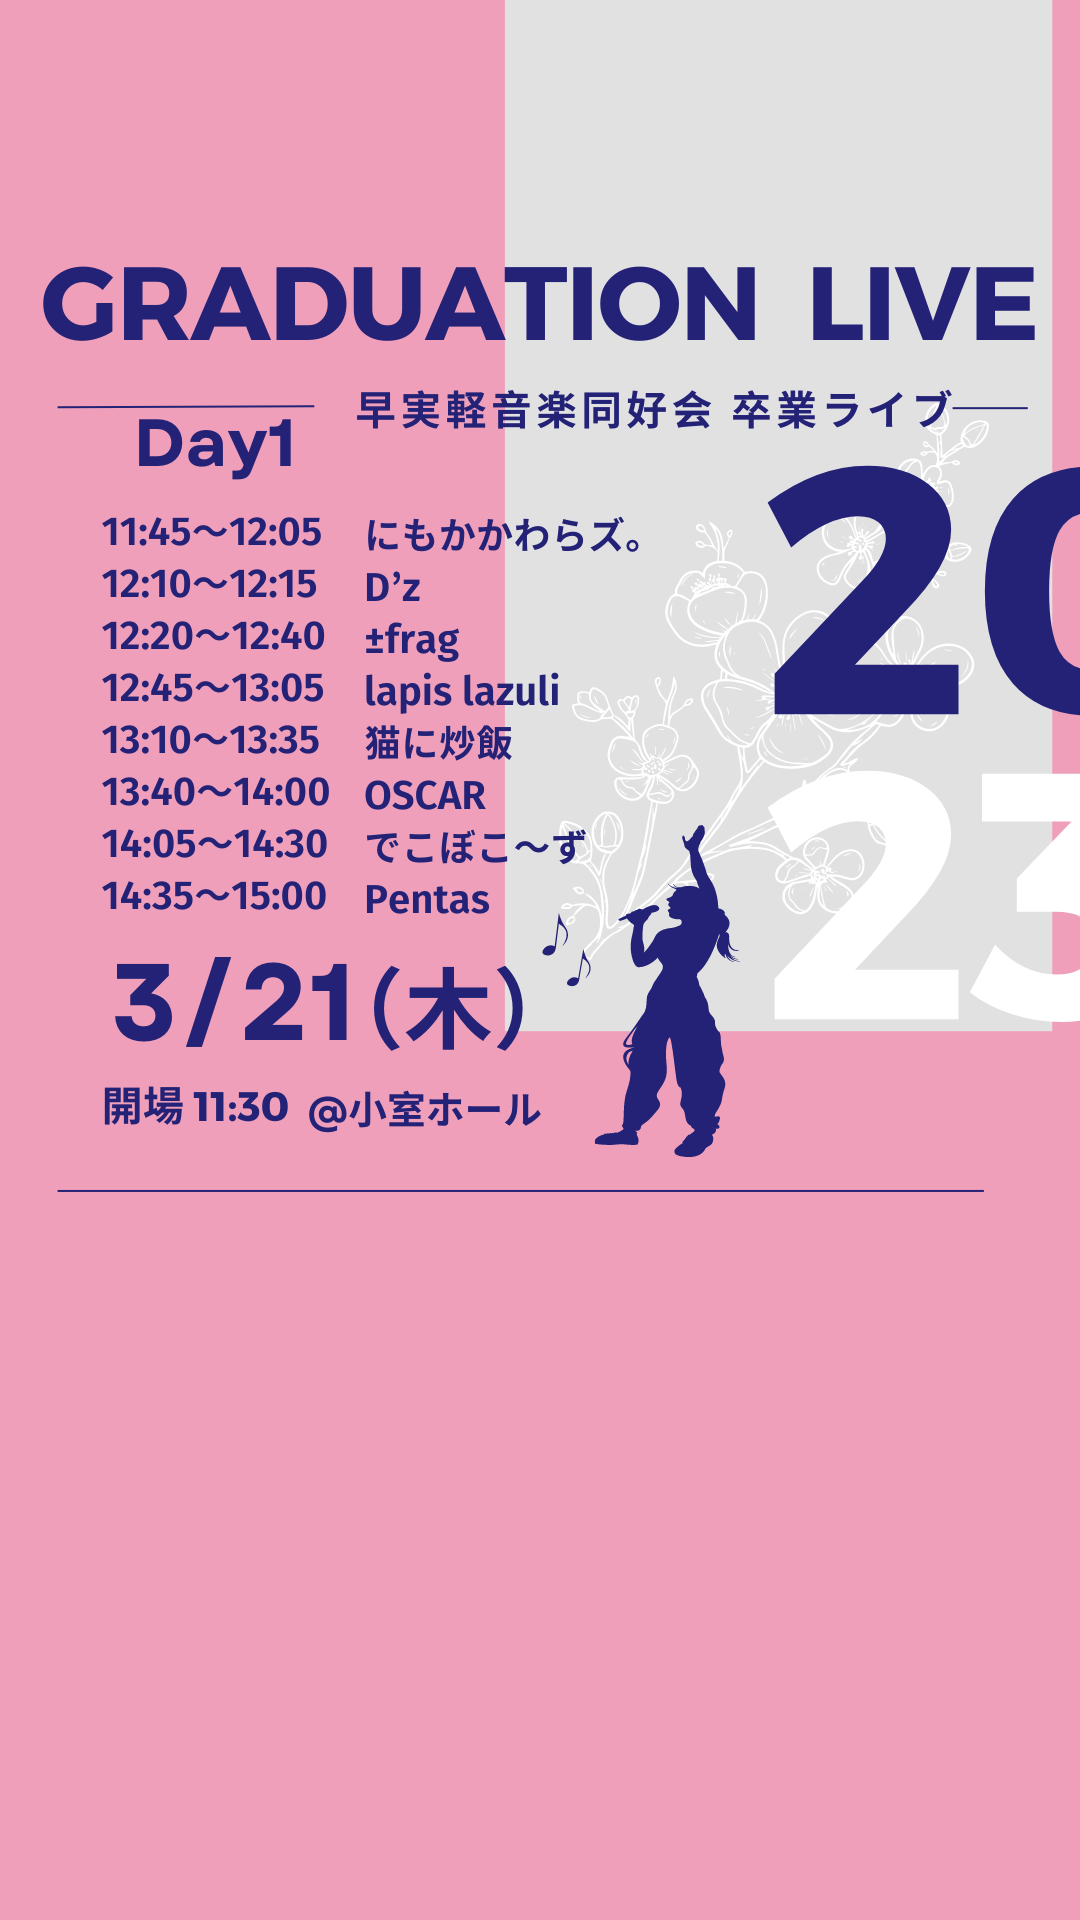 GRADUATION LIVE
早実軽音楽同好会 卒業ライブ
Day1
11:45〜12:05 にもかかわらズ。
12:10〜12:15 D’z
12:20〜12:40 ±frag
12:45〜13:05 lapis lazuli
13:10〜13:35 猫に炒飯
13:40〜14:00 OSCAR
14:05〜14:30 でこぼこ〜ず
14:35〜15:00 Pentas
20
23
3/21(木)
開場 11:30 @小室ホール